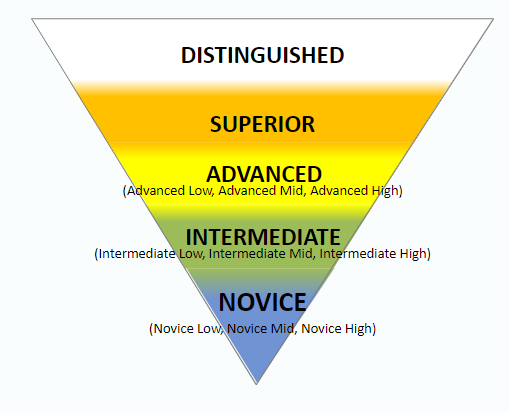 DISTINGUISHED
SUPERIOR
ADVANCED
(Advanced Low, Advanced Mid, Advanced High)
INTERMEDIATE
(Intermediate Low, Intermediate Mid, Intermediate High)
NOVICE
(Novice Low, Novice Mid, Novice High)